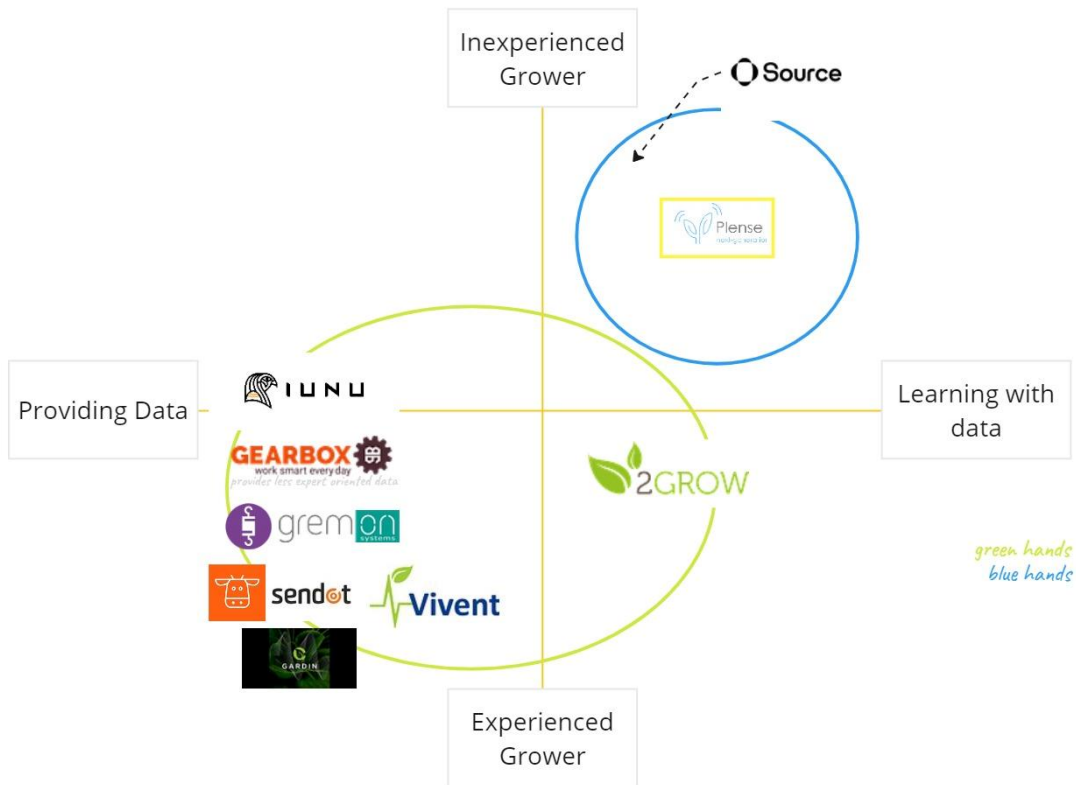 Inexperienced
Grower
Source
Plense
Providing Data
Learning with
data
IUNU
GEARBOX
work smart every day
provides less expert oriented data
2GROW
gremon
systems
green hands
blue hands
sendot
Vivent
GARDIN
Experienced
Grower